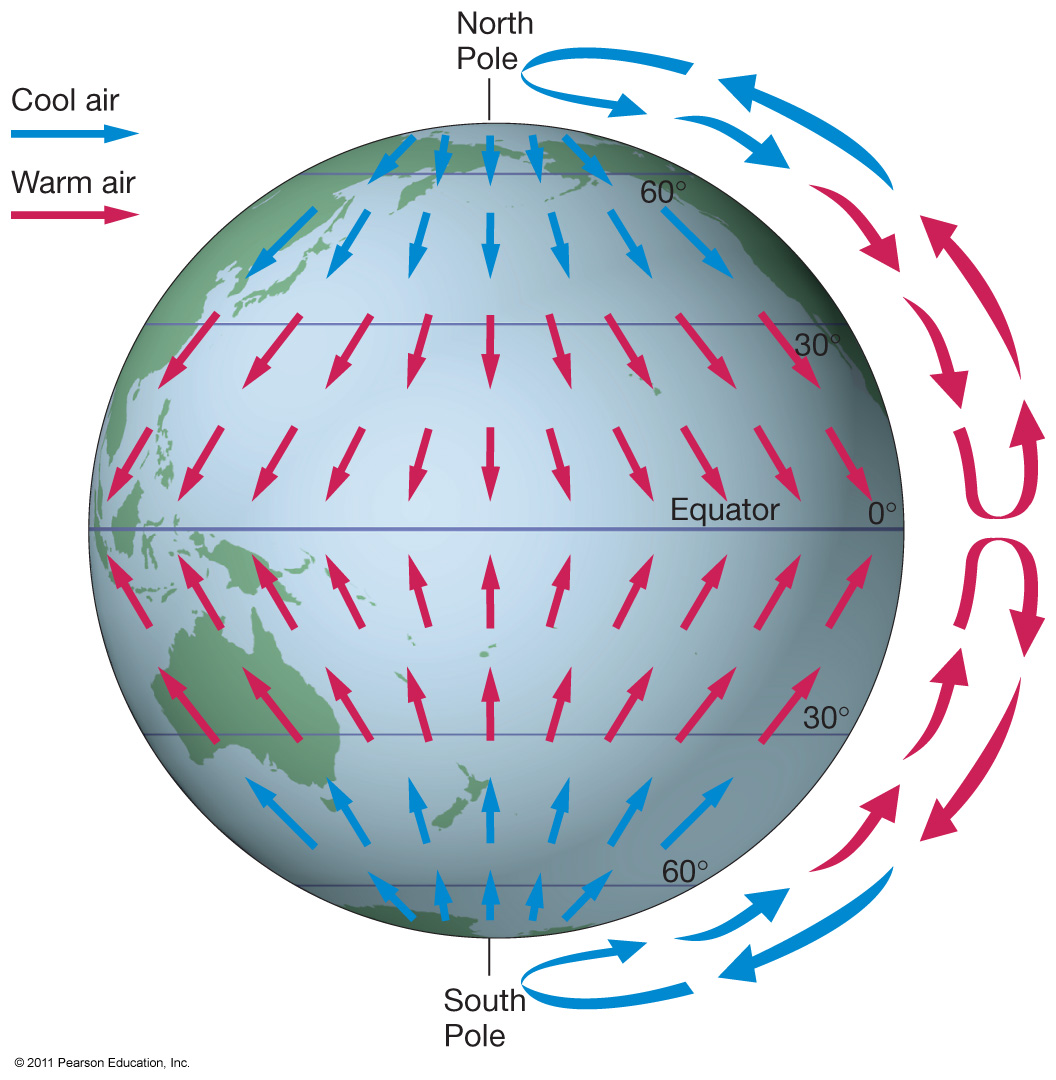 North
Pole
Cool air
Warm air
60°
30°
Equator
0°
30°
60°
South
Pole
© 2011 Pearson Education, Inc.